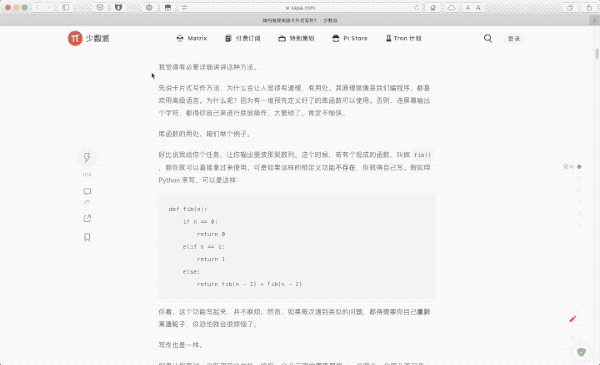 sspai.com
如何高效实现卡片式写作？ - 少数派
少数派
Matrix
付费订阅
特别策划
Pi Store
Tron 计划
登录
我觉得有必要详细讲讲这种方法。
先说卡片式写作方法，为什么会让人觉得有道理，有用处。其原理就像是我们编程序，都喜
欢用高级语言。为什么呢？因为有一堆预先定义好了的库函数可以使用。否则，连屏幕输出
个字符，都得你自己来进行底层操作，太繁琐了，肯定不愉快。
库函数的用处，咱们举个例子。
好比说我给你个任务，让你输出斐波那契数列。这个时候，若有个现成的函数，叫做 fib()
，那你就可以直接拿过来使用。可是如果这样的预定义功能不存在，你就得自己写。假如用
Python 来写，可以是这样：
def fib(n):
if n == 0:
return 0
elif n == 1:
return 1
else:
return fib(n - 1) + fib(n - 2)
你看，这个功能写起来，并不麻烦。然而，如果每次遇到类似的问题，都得需要你自己重新
来造轮子，你恐怕就会很烦恼了。
写作也是一样。